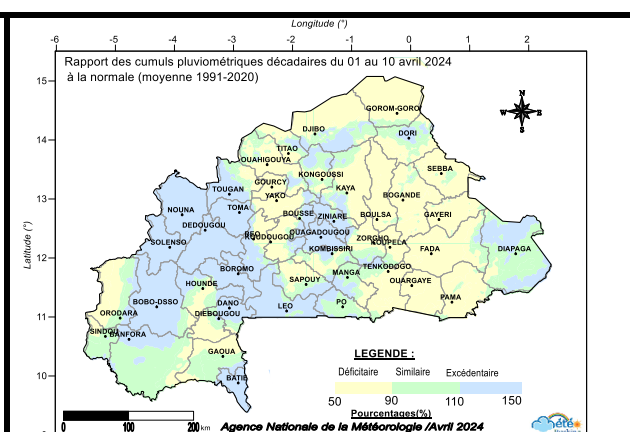 Longitude (°)
-6 -5 -4 -3 -2 -1 0 1 2
Rapport des cumuls pluviométriques décadaires du 01 au 10 avril 2024
à la normale (moyenne 1991-2020)
15
GOROM-GORO
N
W E
S
DJIBO
DORI
14
TITAO
OUAHIGOUYA
SEBBA
KONGOUSSI
GOURCY
KAYA
TOUGAN
YAKO
BOGANDE
13
NOUNA
TOMA
BOUSSE
ZINIARE
BOULSA
GAYERI
DEDOUGOU
OUAGADOUGOU
REO
KOUDOUGOU
ZORGHO
KOUPELA
SOLENSO
KOMBISSIRI
FADA
DIAPAGA
Latitude (°)
12
BOROMO
MANGA
TENKODOGO
HOUNDE
SAPOUY
OUARGAYE
BOBO-DSSO
DANO
LEO
PO
PAMA
11
ORODARA
DIEBOUGOU
SINDOU
BANFORA
GAOUA
LEGENDE :
Déficitaire Similaire Excédentaire
10
BATIE
50 90 110 150
Pourcentages(%)
0 100 200 km
Agence Nationale de la Météorologie /Avril 2024
météo